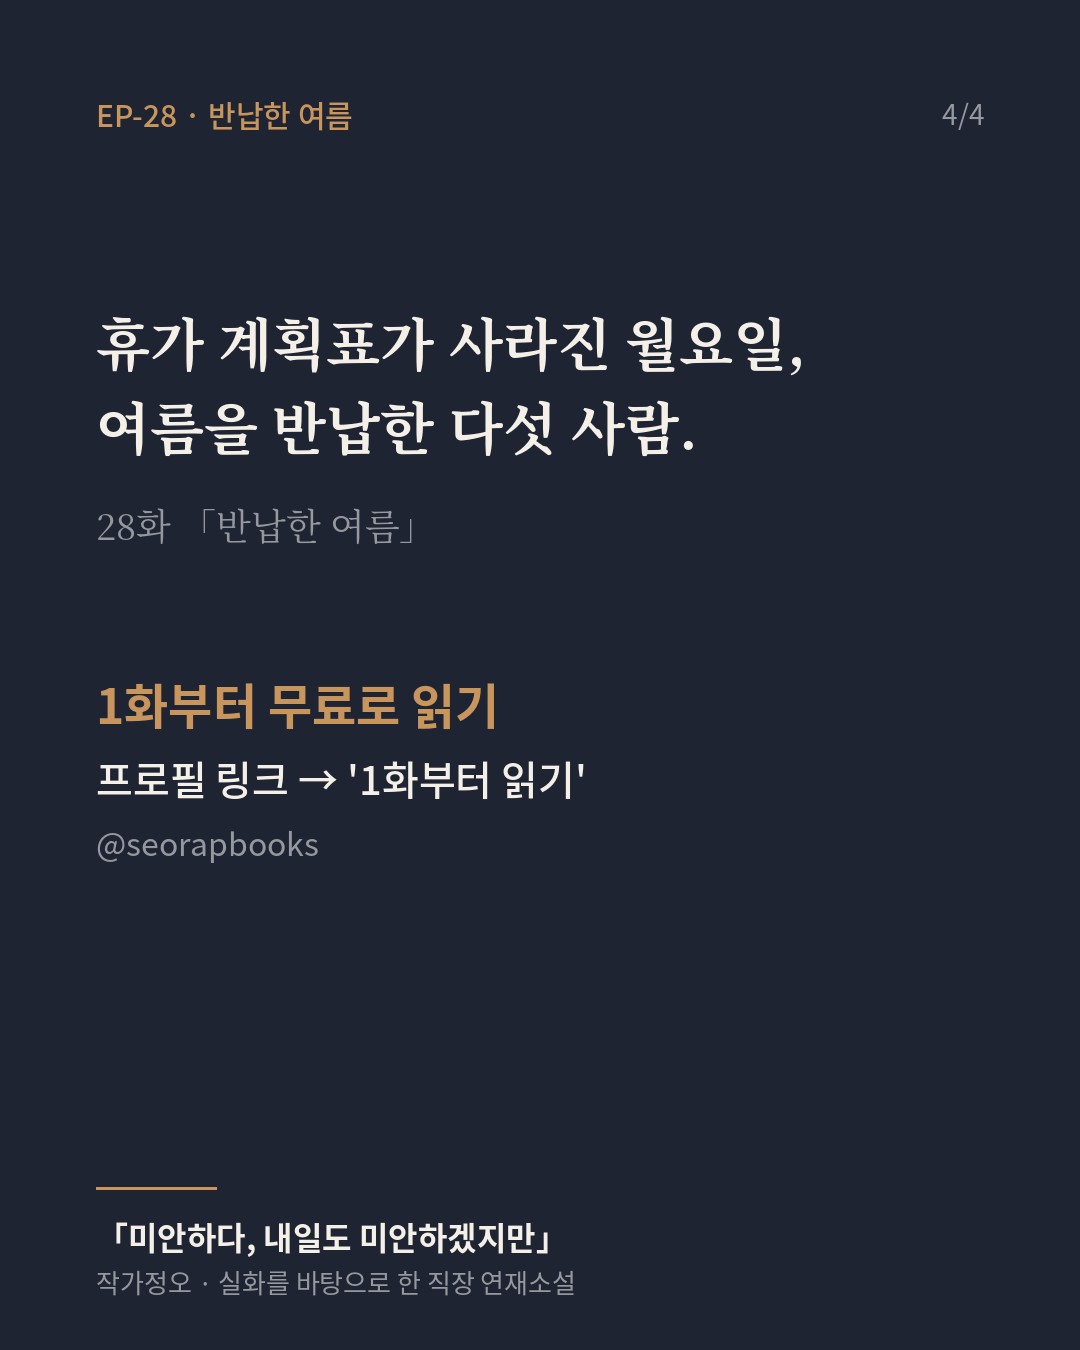 EP-28 · 반납한 여름
4/4
휴가 계획표가 사라진 월요일,
여름을 반납한 다섯 사람.
28화 「반납한 여름」
1화부터 무료로 읽기
프로필 링크 → '1화부터 읽기'
@seorapbooks
「미안하다, 내일도 미안하겠지만」
작가정오 · 실화를 바탕으로 한 직장 연재소설